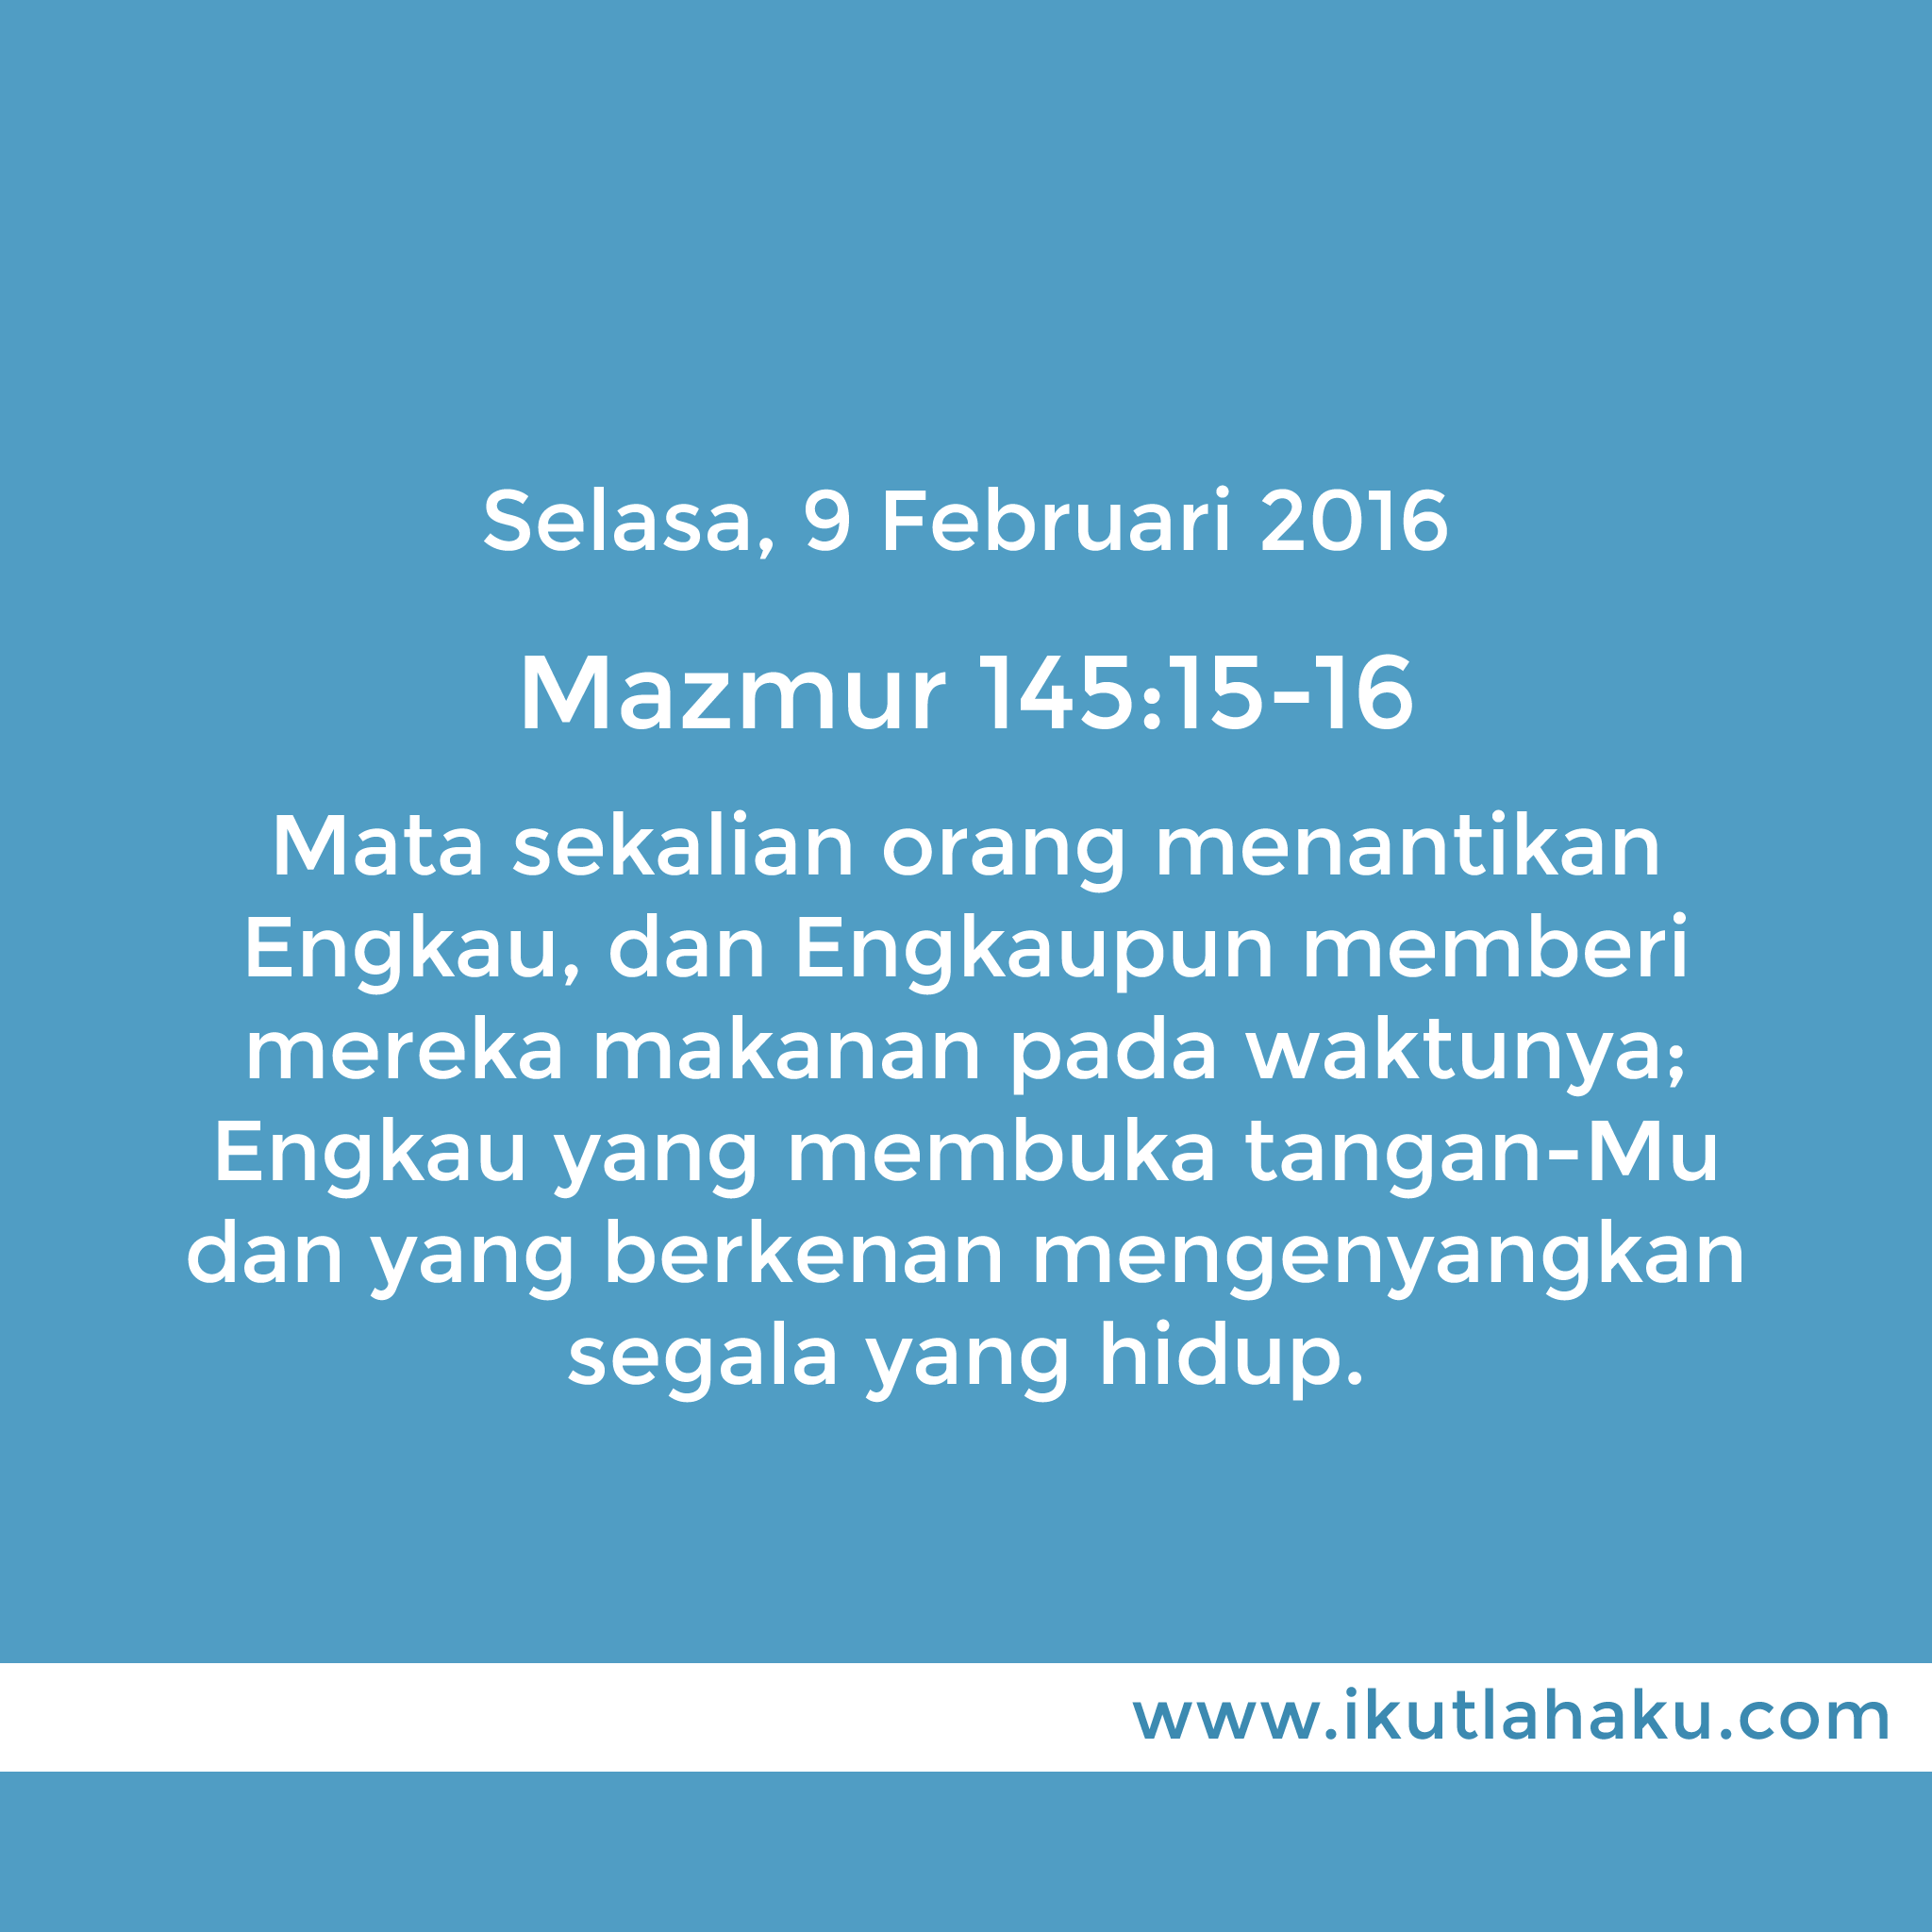 Selasa, 9 Februari 2016
Mazmur 145:15-16
Mata sekalian orang menantikan
Engkau, dan Engkaupun memberi
mereka makanan pada waktunya;
Engkau yang membuka tangan-Mu
dan yang berkenan mengenyangkan
segala yang hidup.
www.ikutlahaku.com